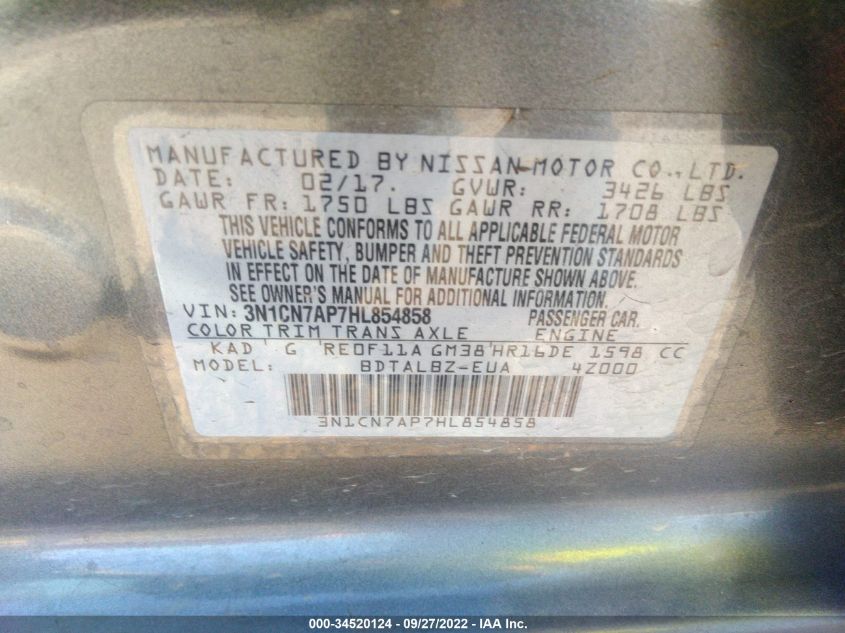 MANUFACTURED BY NISSAN MOTOR CO., LTD.
DATE: 02/17. GVWR: 3426 LBS
GAWR FR: 1750 LBS GAWR RR: 1708 LBS
THIS VEHICLE CONFORMS TO ALL APPLICABLE FEDERAL MOTOR
VEHICLE SAFETY, BUMPER AND THEFT PREVENTION STANDARDS
IN EFFECT ON THE DATE OF MANUFACTURE SHOWN ABOVE.
SEE OWNER'S MANUAL FOR ADDITIONAL INFORMATION.
VIN: 3N1CN7AP7HL854858 PASSENGER CAR.
COLOR TRIM TRANS AXLE ENGINE
KAD G RE0F11A GM38 HR16DE 1598 CC
MODEL: BDTALBZ-EUA 4Z000
3N1CN7AP7HL854858
000-34520124 - 09/27/2022 - IAA Inc.